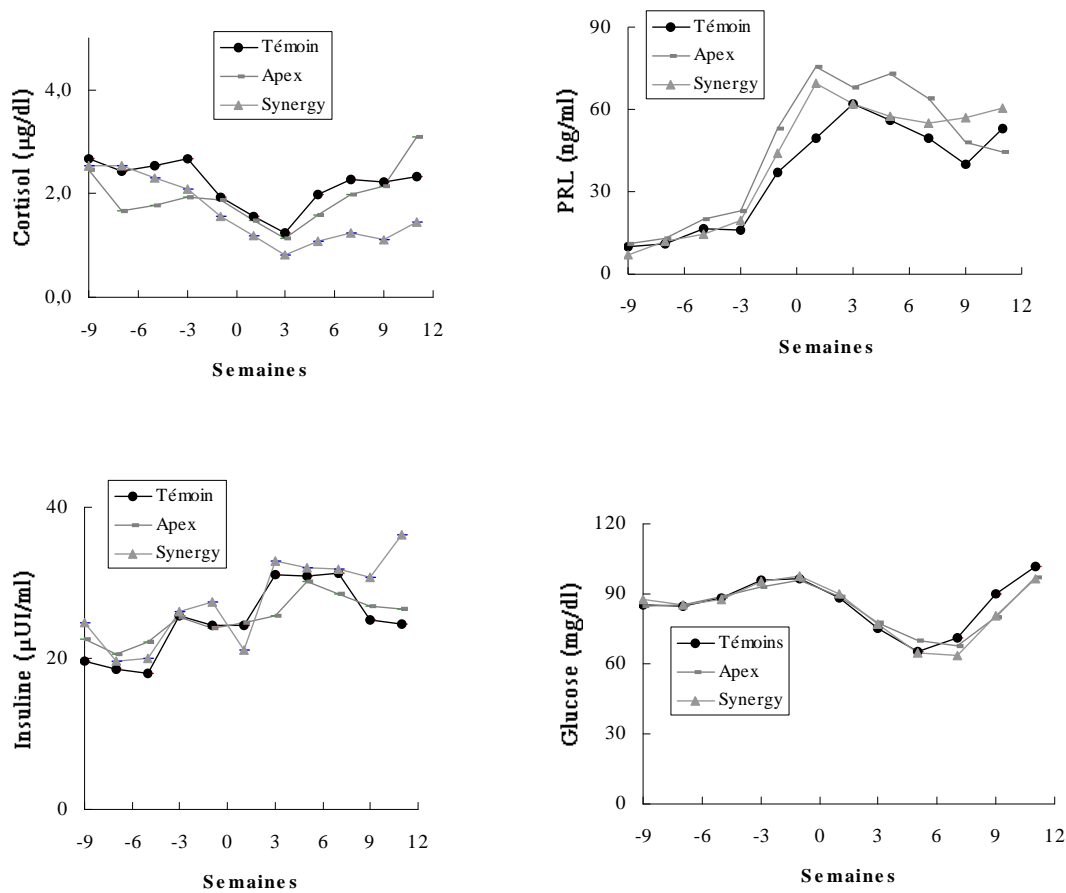 Témoin
Apex
Synergy
Cortisol (µg/dl)
4,0
2,0
0,0
-9 -6 -3 0 3 6 9 12
Semaines
Témoin
Apex
Synergy
PRL (ng/ml)
90
60
30
0
-9 -6 -3 0 3 6 9 12
Semaines
Témoin
Apex
Synergy
Insuline (µUI/ml)
40
20
0
-9 -6 -3 0 3 6 9 12
Semaines
Témoins
Apex
Synergy
Glucose (mg/dl)
120
90
60
30
0
-9 -6 -3 0 3 6 9 12
Semaines